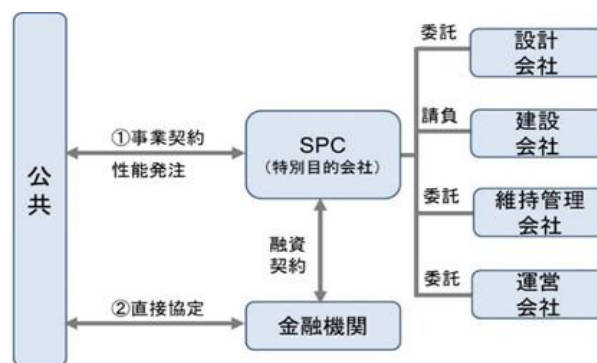 公共
①事業契約
性能発注
SPC
（特別目的会社）
融資
契約
②直接協定
金融機関
委託
設計
会社
請負
建設
会社
委託
維持管理
会社
委託
運営
会社